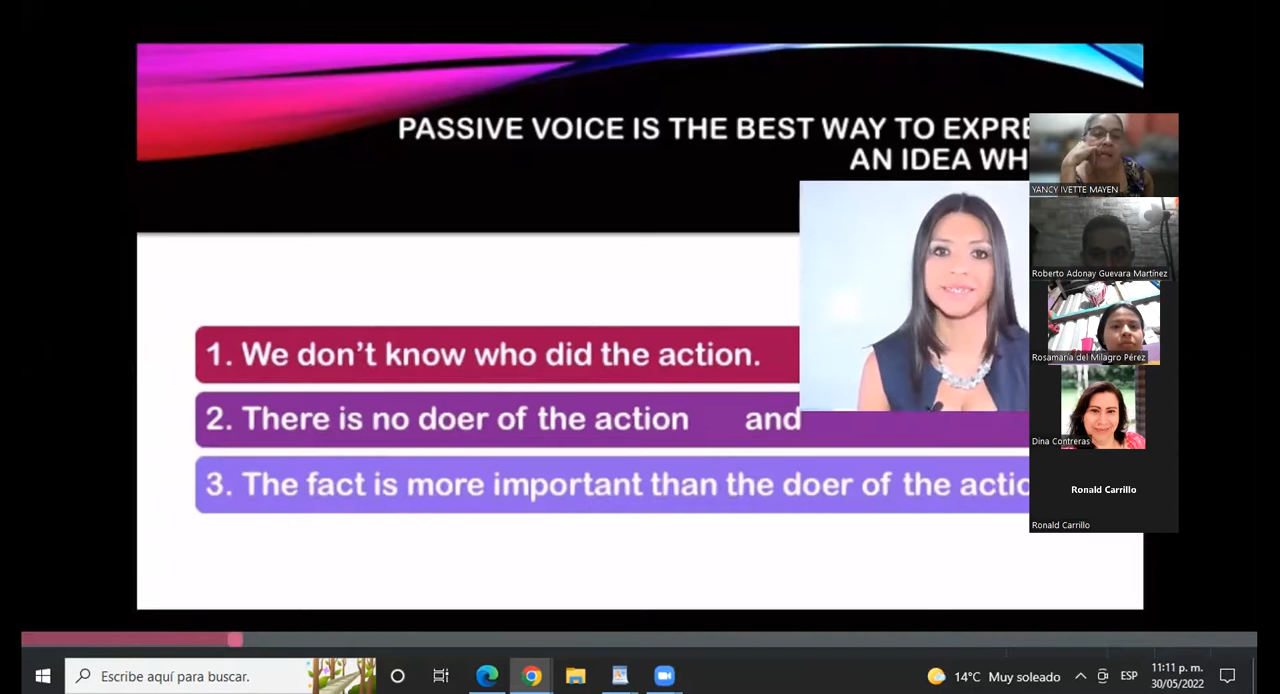 PASSIVE VOICE IS THE BEST WAY TO EXPRE
AN IDEA WH
1. We don't know who did the action.
2. There is no doer of the action and
3. The fact is more important than the doer of the actio
YANCY IVETTE MAYEN
Roberto Adonay Guevara Martínez
Rosamaría del Milagro Pérez
Dina Contreras
Ronald Carrillo
Ronald Carrillo
Escribe aquí para buscar.
14°C Muy soleado
ESP
11:11 p. m.
30/05/2022